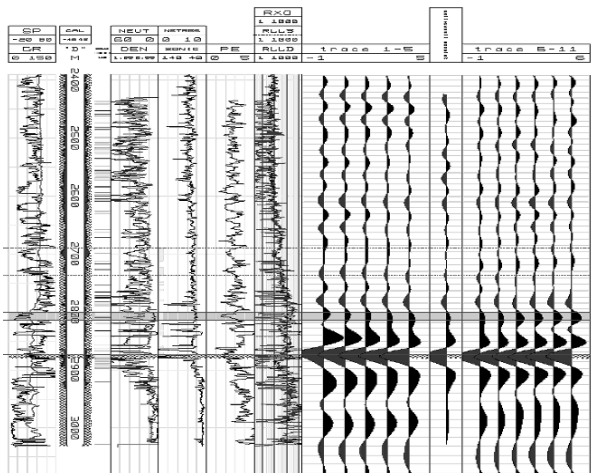 RXO
1 1000
SP
CAL
NEUT
RLLS
-20 80
60 0
0 10
1 1000
GR
"D"
DEN
SONIC
PE
RLLD
trace 1-5
trace 6-11
0 150
M
140 40
0 5
1 1000
-1 5
-1 6
2400
2500
2600
2700
2800
2900
3000